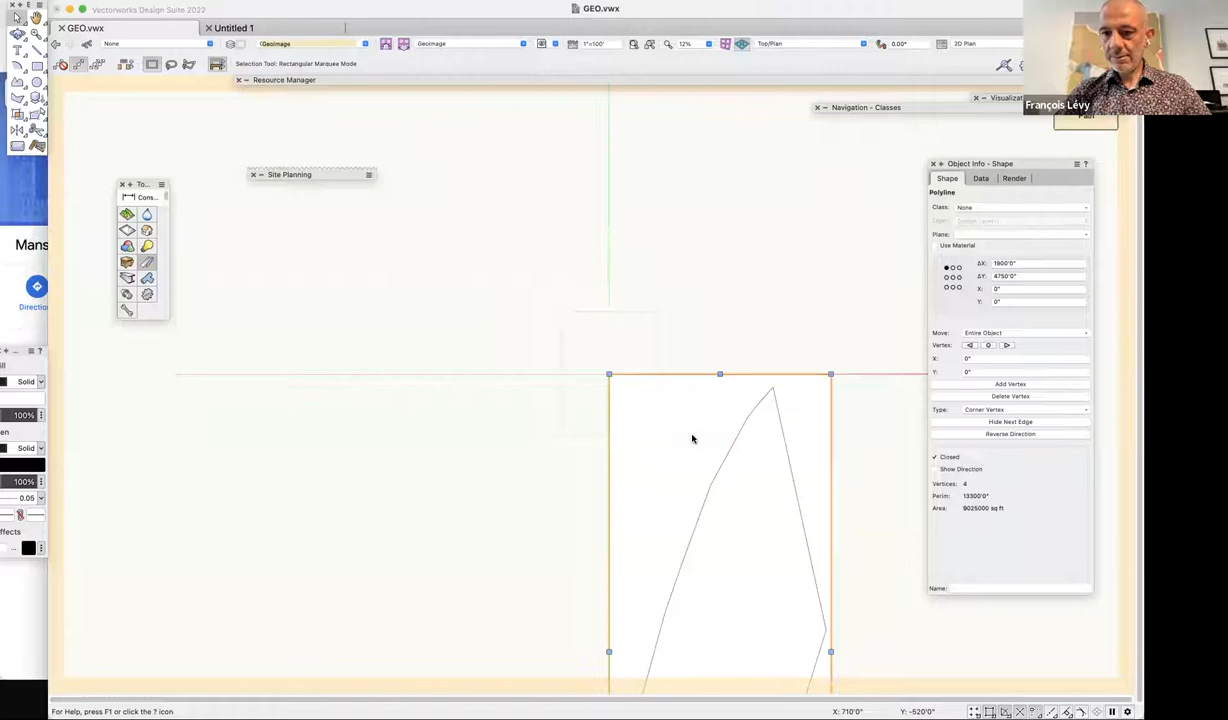 Vectorworks Design Suite 2022
GEO.vwx
GEO.vwx
Untitled 1
None
Geoimage
Geoimage
1"=100'
12%
Top/Plan
0.00°
2D Plan
Selection Tool: Rectangular Marquee Mode
Resource Manager
François Lévy
Visualizat
Navigation - Classes
Path
Site Planning
To...
Cons...
Mans
Direction
Solid
100%
Solid
100%
0.05
ffects
Object Info - Shape
Shape
Data
Render
Polyline
Class:
None
Layer:
Plane:
Use Material
ΔX:
1900'0"
ΔY:
4750'0"
X:
0"
Y:
0"
Move:
Entire Object
Vertex:
X:
0"
Y:
0"
Add Vertex
Delete Vertex
Type:
Corner Vertex
Hide Next Edge
Reverse Direction
Closed
Show Direction
Vertices: 4
Perim: 13300'0"
Area: 9025000 sq ft
Name:
For Help, press F1 or click the ? icon
X: 710'0"
Y: -520'0"